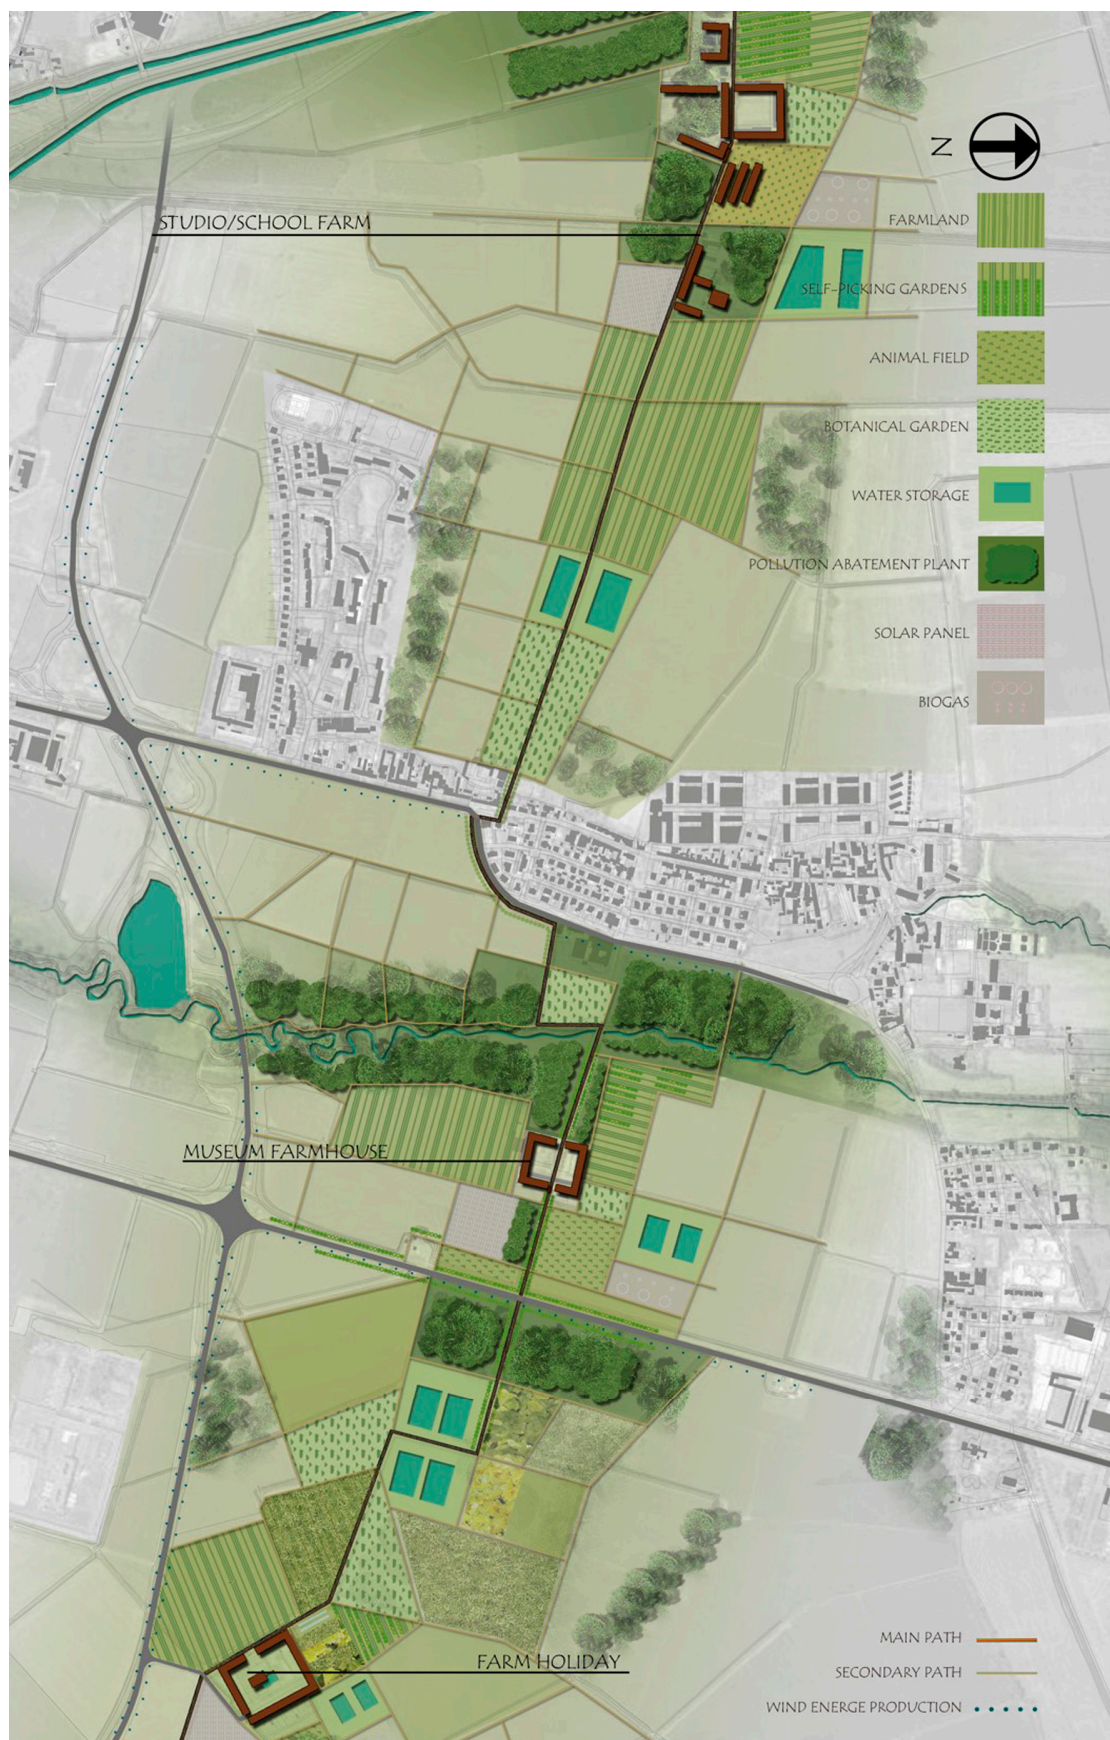 N
STUDIO/SCHOOL FARM
FARMLAND
SELF-PICKING GARDENS
ANIMAL FIELD
BOTANICAL GARDEN
WATER STORAGE
POLLUTION ABATEMENT PLANT
SOLAR PANEL
BIOGAS
MUSEUM FARMHOUSE
FARM HOLIDAY
MAIN PATH
SECONDARY PATH
WIND ENERGE PRODUCTION